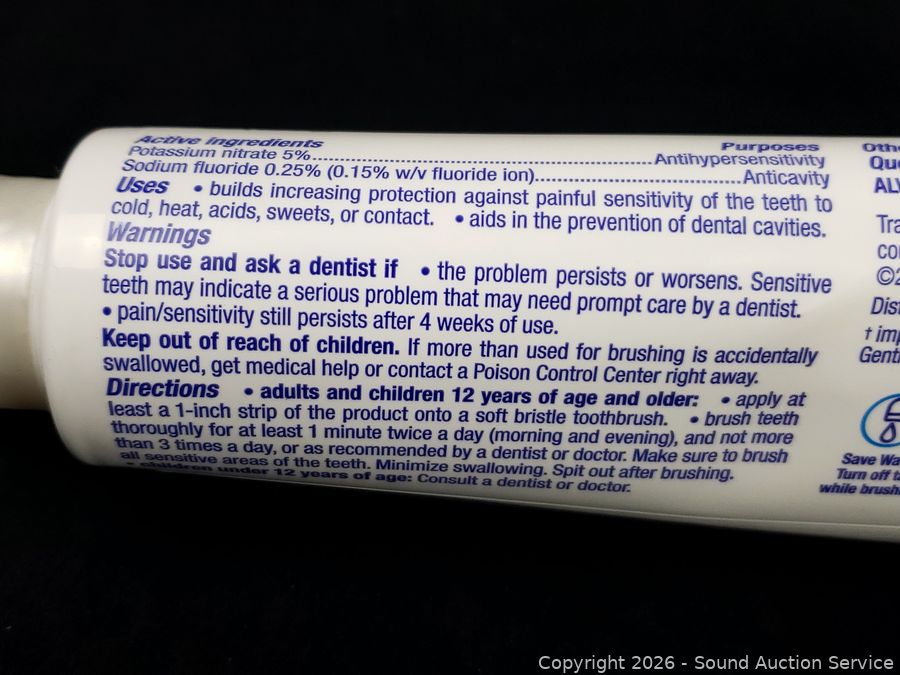 Active ingredients Purposes
Potassium nitrate 5%..........Antihypersensitivity
Sodium fluoride 0.25% (0.15% w/v fluoride ion)..........Anticavity
Uses • builds increasing protection against painful sensitivity of the teeth to
cold, heat, acids, sweets, or contact. • aids in the prevention of dental cavities.
Warnings
Stop use and ask a dentist if • the problem persists or worsens. Sensitive
teeth may indicate a serious problem that may need prompt care by a dentist.
• pain/sensitivity still persists after 4 weeks of use.
Keep out of reach of children. If more than used for brushing is accidentally
swallowed, get medical help or contact a Poison Control Center right away.
Directions • adults and children 12 years of age and older: • apply at
least a 1-inch strip of the product onto a soft bristle toothbrush. • brush teeth
thoroughly for at least 1 minute twice a day (morning and evening), and not more
than 3 times a day, or as recommended by a dentist or doctor. Make sure to brush
all sensitive areas of the teeth. Minimize swallowing. Spit out after brushing.
• children under 12 years of age: Consult a dentist or doctor.
Save Wa
Turn off t
while brush
Copyright 2026 - Sound Auction Service